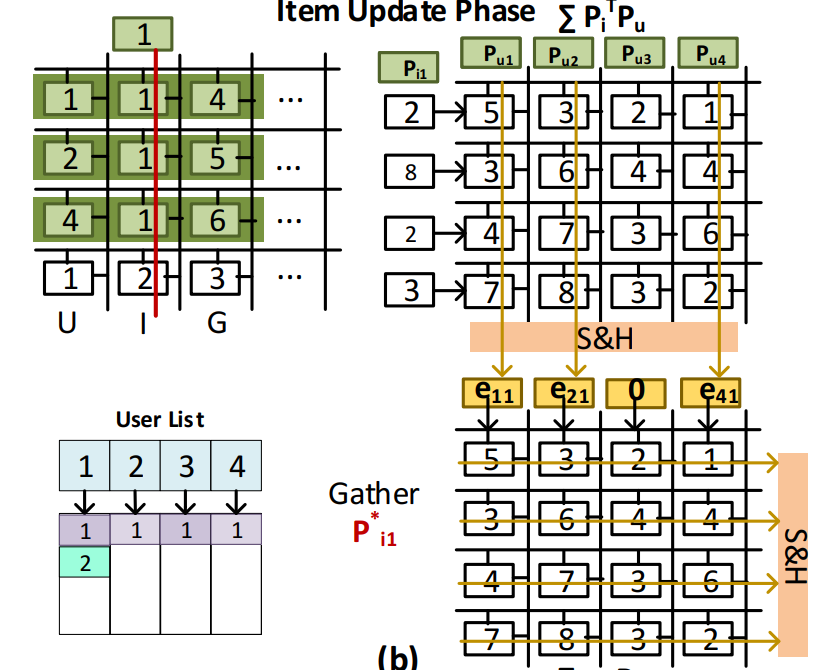 Item Update Phase ∑ PᵢᵀPᵤ
1
1 1 4 ...
2 1 5 ...
4 1 6 ...
1 2 3 ...
U I G
Pi1 Pu1 Pu2 Pu3 Pu4
2 5 3 2 1
8 3 6 4 4
2 4 7 3 6
3 7 8 3 2
S&H
e11 e21 0 e41
5 3 2 1
3 6 4 4
4 7 3 6
7 8 3 2
S&H
User List
1 2 3 4
1 1 1 1
2
Gather
P*i1
(b)